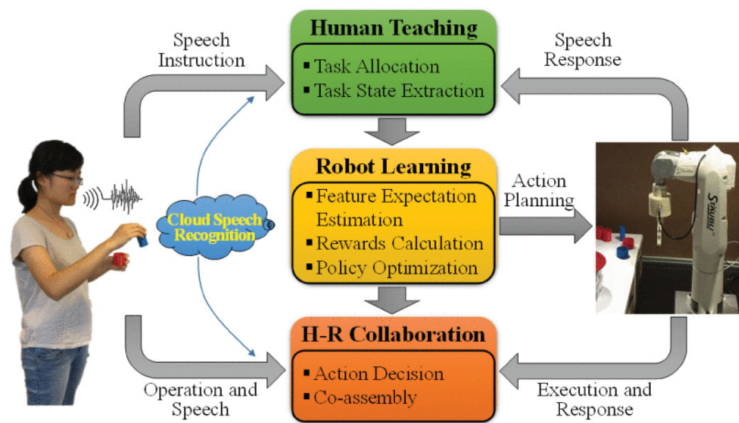 Human Teaching
▪ Task Allocation
▪ Task State Extraction
Speech
Instruction
Speech
Response
Robot Learning
▪ Feature Expectation
Estimation
▪ Rewards Calculation
▪ Policy Optimization
Action
Planning
Cloud Speech
Recognition
H-R Collaboration
▪ Action Decision
▪ Co-assembly
Operation and
Speech
Execution and
Response